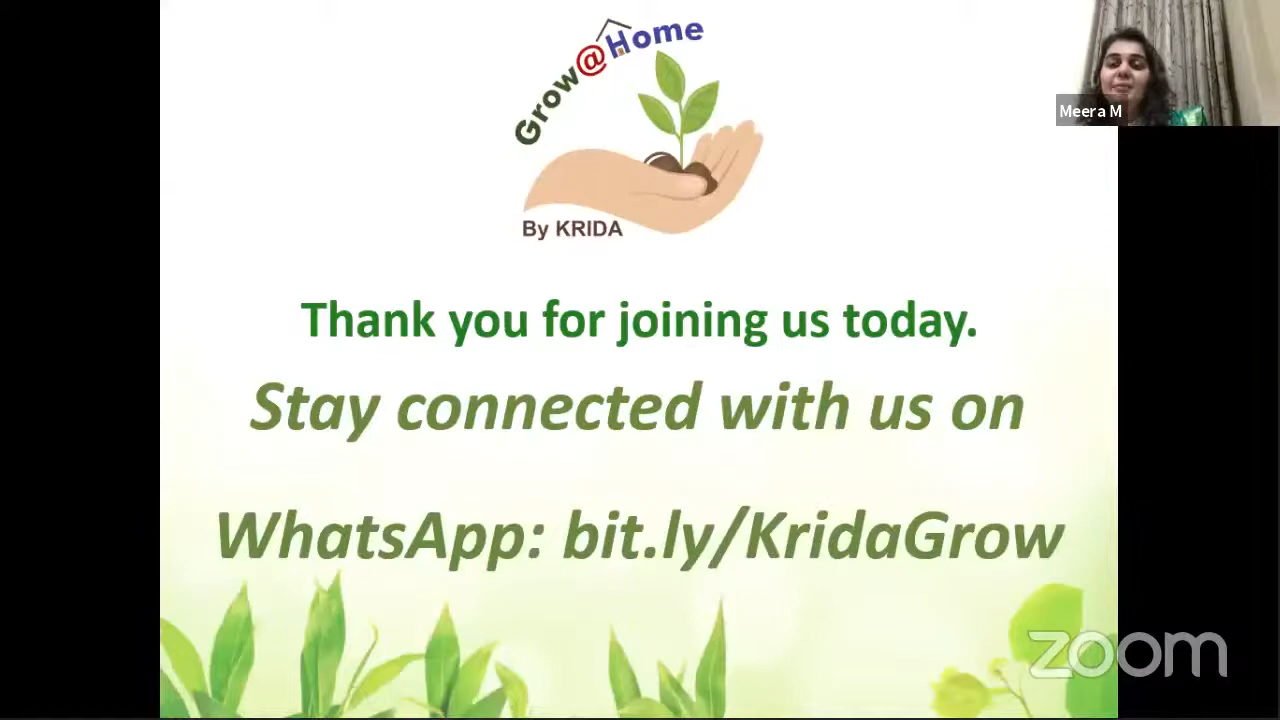 Grow@Home
By KRIDA
Meera M
Thank you for joining us today.
Stay connected with us on
WhatsApp: bit.ly/KridaGrow
zoom